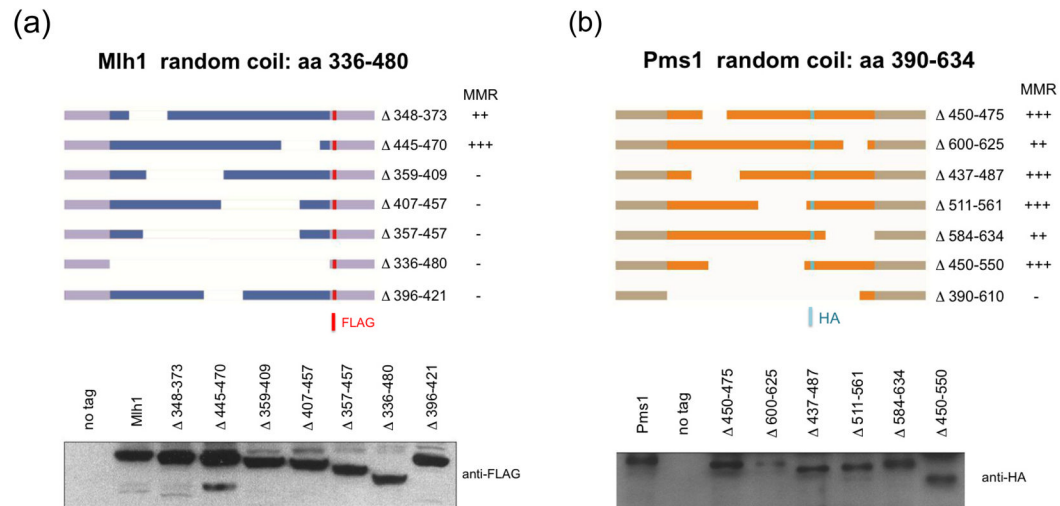 (a)
Mlh1 random coil: aa 336-480
MMR
Δ 348-373 ++
Δ 445-470 +++
Δ 359-409 -
Δ 407-457 -
Δ 357-457 -
Δ 336-480 -
Δ 396-421 -
FLAG
no tag
Mlh1
Δ 348-373
Δ 445-470
Δ 359-409
Δ 407-457
Δ 357-457
Δ 336-480
Δ 396-421
anti-FLAG
(b)
Pms1 random coil: aa 390-634
MMR
Δ 450-475 +++
Δ 600-625 ++
Δ 437-487 +++
Δ 511-561 +++
Δ 584-634 ++
Δ 450-550 +++
Δ 390-610 -
HA
Pms1
no tag
Δ 450-475
Δ 600-625
Δ 437-487
Δ 511-561
Δ 584-634
Δ 450-550
anti-HA